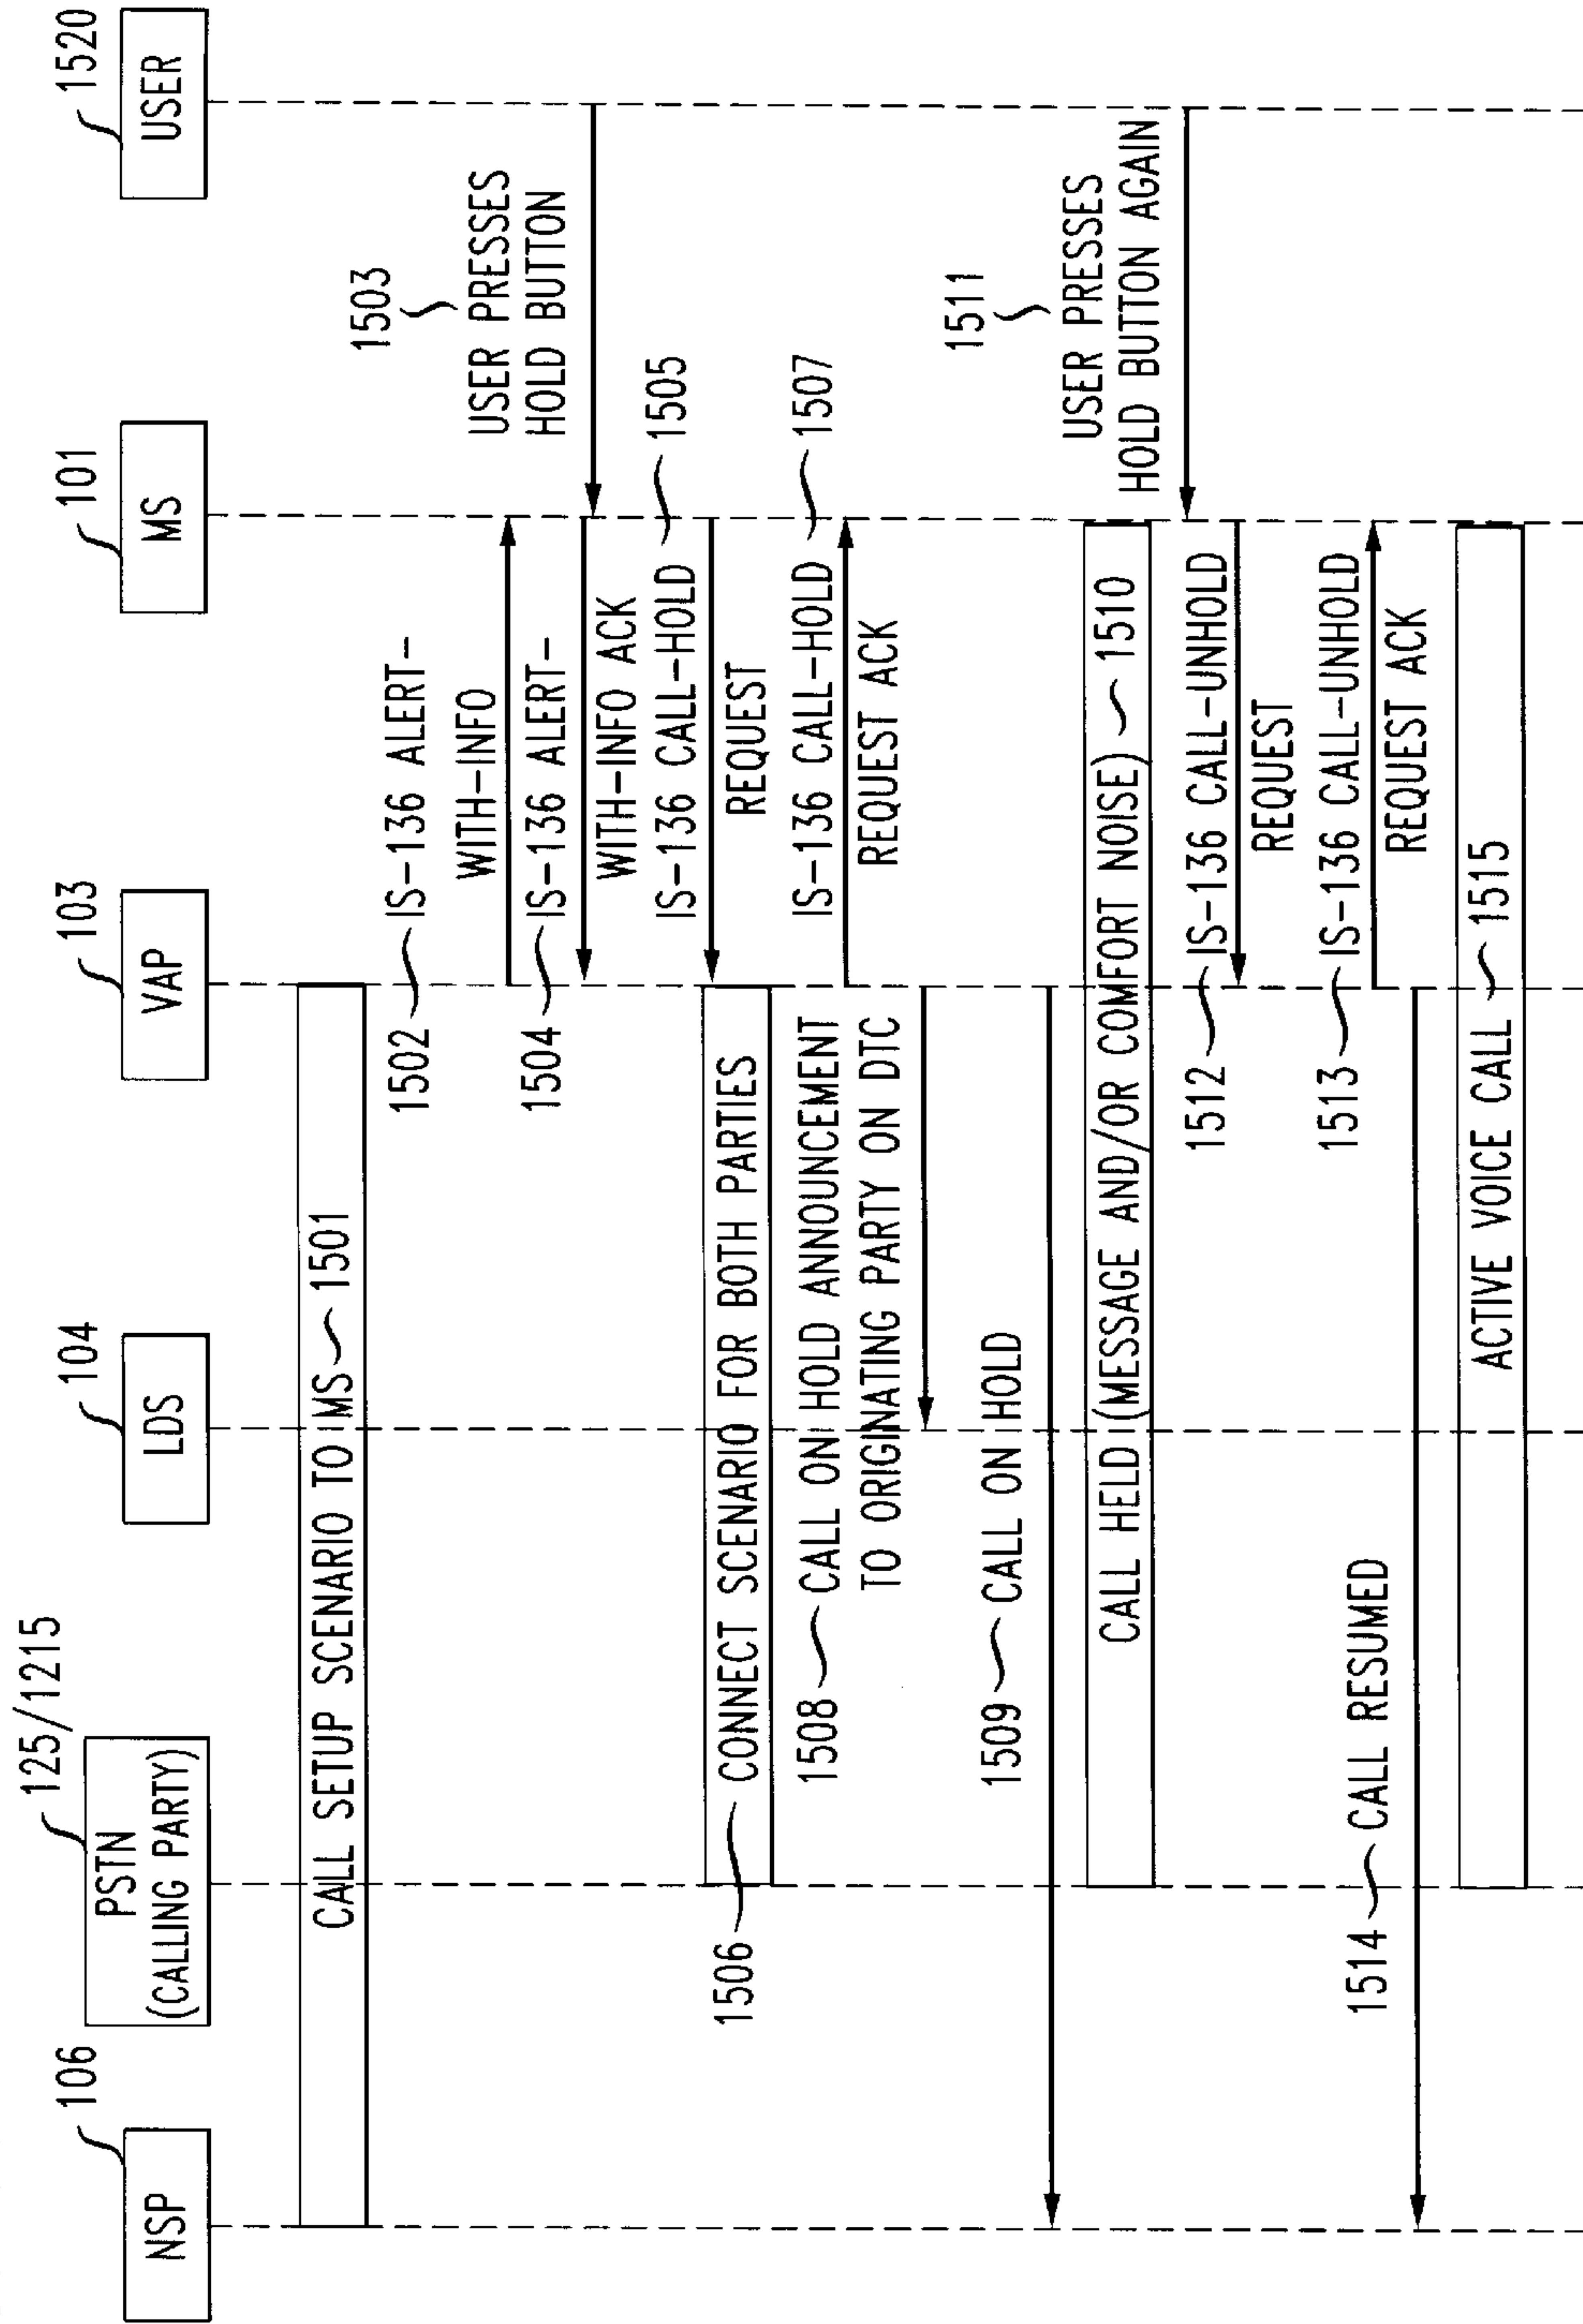 NSP
106
PSTN
(CALLING PARTY)
125/1215
LDS
104
VAP
103
MS
101
USER
1520
CALL SETUP SCENARIO TO MS
1501
1502
IS-136 ALERT-
WITH-INFO
1503
USER PRESSES
HOLD BUTTON
1504
IS-136 ALERT-
WITH-INFO ACK
IS-136 CALL-HOLD
REQUEST
1505
1506
CONNECT SCENARIO FOR BOTH PARTIES
IS-136 CALL-HOLD
REQUEST ACK
1507
1508
CALL ON HOLD ANNOUNCEMENT
TO ORIGINATING PARTY ON DTC
1509
CALL ON HOLD
CALL HELD (MESSAGE AND/OR COMFORT NOISE)
1510
1511
USER PRESSES
HOLD BUTTON AGAIN
1512
IS-136 CALL-UNHOLD
REQUEST
1513
IS-136 CALL-UNHOLD
REQUEST ACK
1514
CALL RESUMED
ACTIVE VOICE CALL
1515